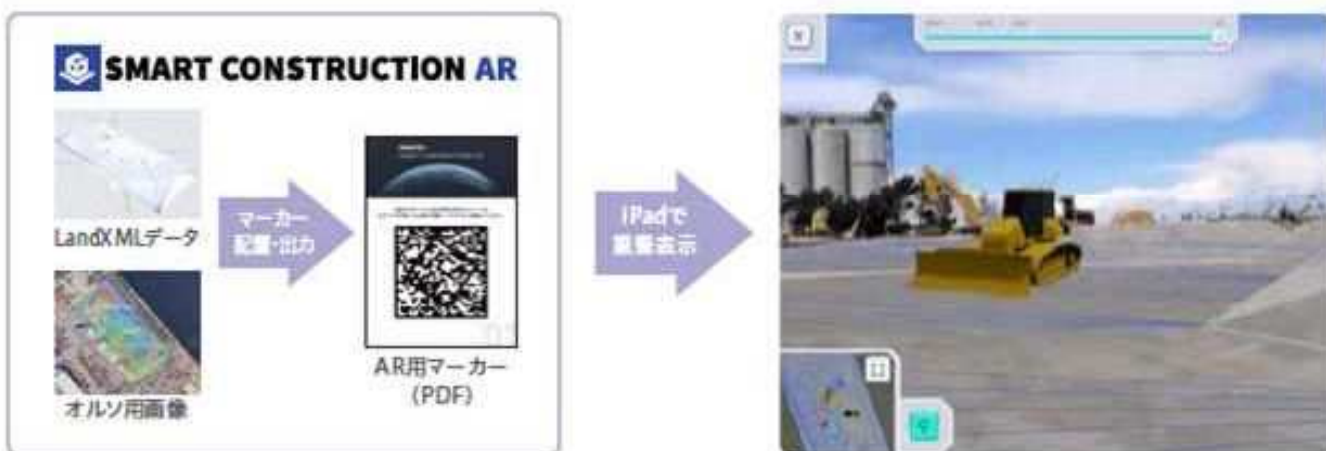 SMART CONSTRUCTION AR
LandXMLデータ
オルソ用画像
マーカー
配置・出力
AR用マーカー
(PDF)
iPadで
重畳表示